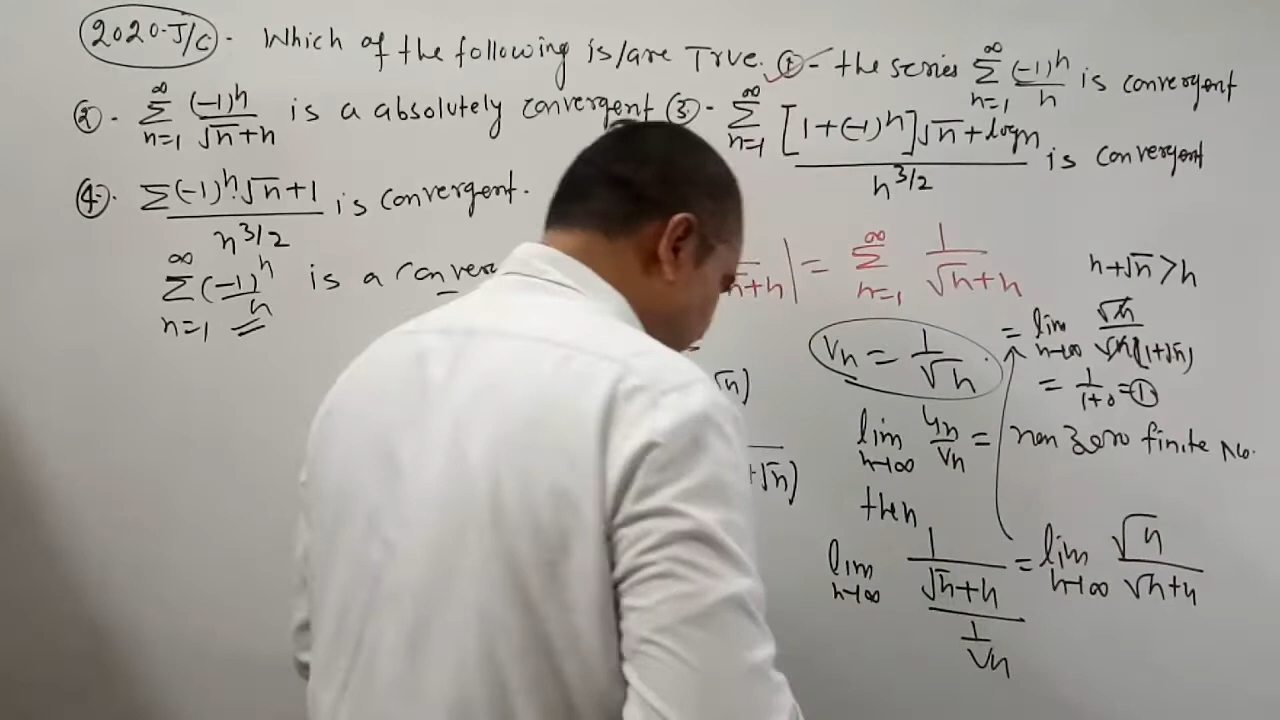 2020-J/C - Which of the following is/are True. ① - the series ∑_{n=1}^{∞} (-1)^n / n is convergent
② - ∑_{n=1}^{∞} (-1)^n / (√n + n) is a absolutely convergent ③ - ∑_{n=1}^{∞} [1+(-1)^n]√n + logn / n^{3/2} is convergent
④ ∑(-1)^n.√n+1 / n^{3/2} is convergent.
∑_{n=1}^{∞} (-1)^n / n is a conver
√n+n | = ∑_{n=1}^{∞} 1 / (√n+n)
n+√n > n
Vn = 1/√n
= lim_{n→∞} √n / √n(1+√n)
= 1/(1+0) = ①
√n)
lim_{n→∞} un/vn = non zero finite no.
+√n)
then
lim_{n→∞} (1/(√n+n)) / (1/√n) = lim_{n→∞} √n / (√n+n)